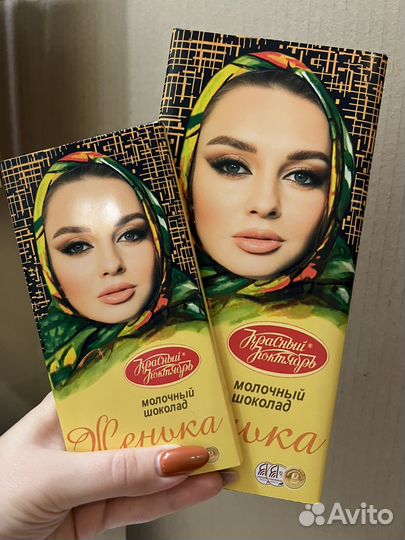 Красный
Октябрь
молочный
шоколад
Женька
Красный
Октябрь
молочный
шоколад
нька
Avito